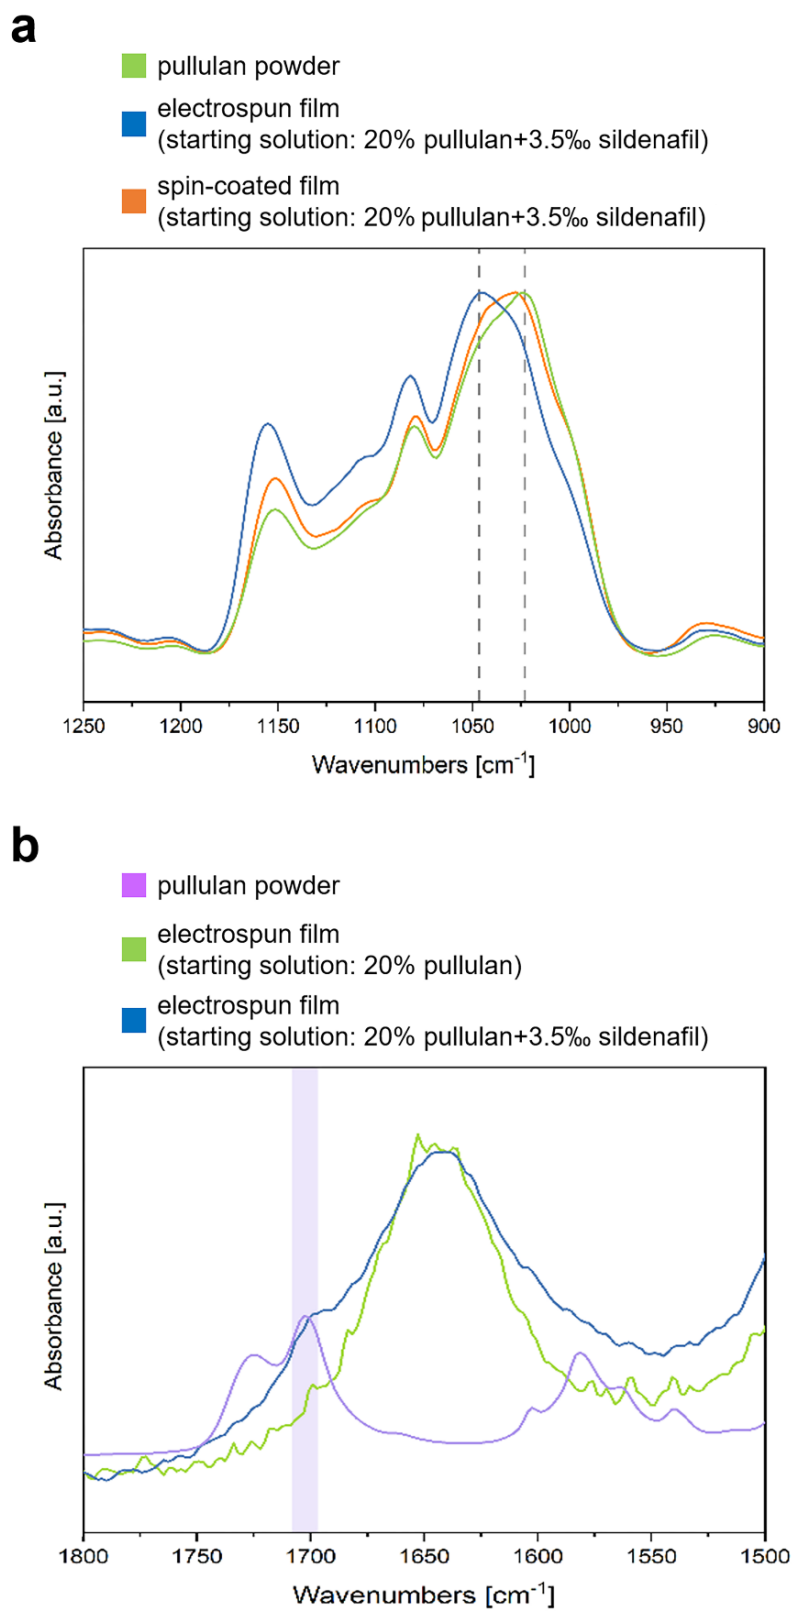 a
pullulan powder
electrospun film
(starting solution: 20% pullulan+3.5‰ sildenafil)
spin-coated film
(starting solution: 20% pullulan+3.5‰ sildenafil)
Absorbance [a.u.]
1250 1200 1150 1100 1050 1000 950 900
Wavenumbers [cm⁻¹]
b
pullulan powder
electrospun film
(starting solution: 20% pullulan)
electrospun film
(starting solution: 20% pullulan+3.5‰ sildenafil)
Absorbance [a.u.]
1800 1750 1700 1650 1600 1550 1500
Wavenumbers [cm⁻¹]